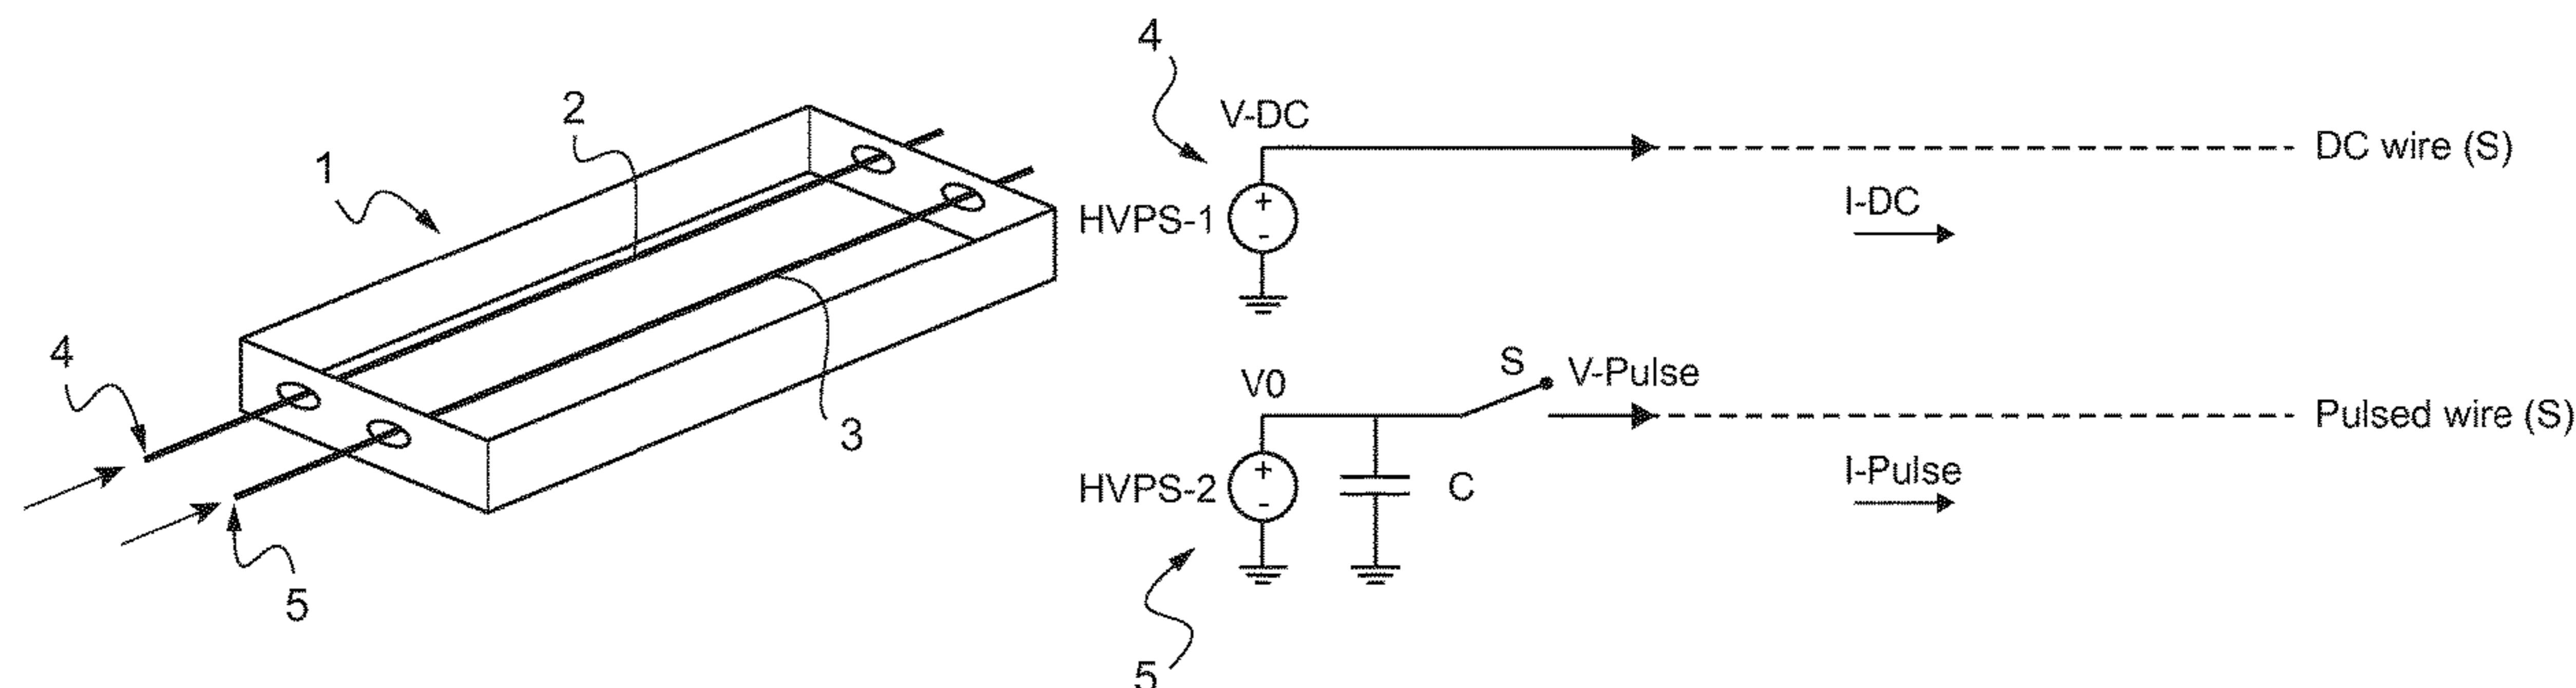 1
2
3
4
5
4
V-DC
HVPS-1
I-DC
DC wire (S)
V0
S
V-Pulse
HVPS-2
C
I-Pulse
Pulsed wire (S)
5